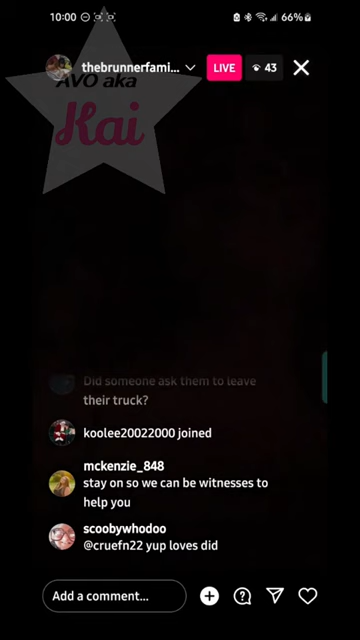 10:00
66%
thebrunnerfami...
LIVE
43
AVO aka
Kai
Did someone ask them to leave
their truck?
koolee20022000 joined
mckenzie_848
stay on so we can be witnesses to
help you
scoobywhodoo
@cruefn22 yup loves did
Add a comment...